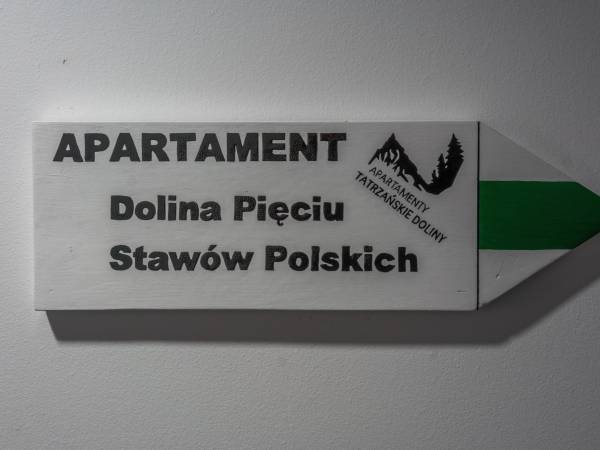 APARTAMENT
Dolina Pięciu
Stawów Polskich
APARTAMENTY
TATRZAŃSKIE DOLINY